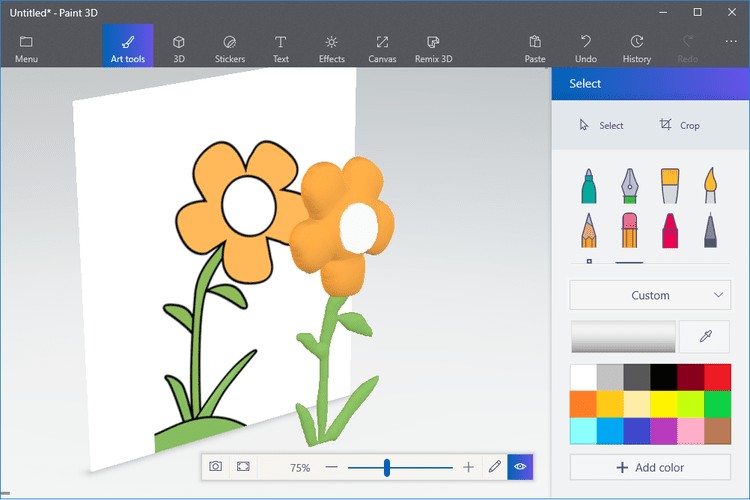 Untitled* - Paint 3D
Menu
Art tools
3D
Stickers
Text
Effects
Canvas
Remix 3D
Paste
Undo
History
Redo
Select
Select
Crop
Custom
Add color
75%